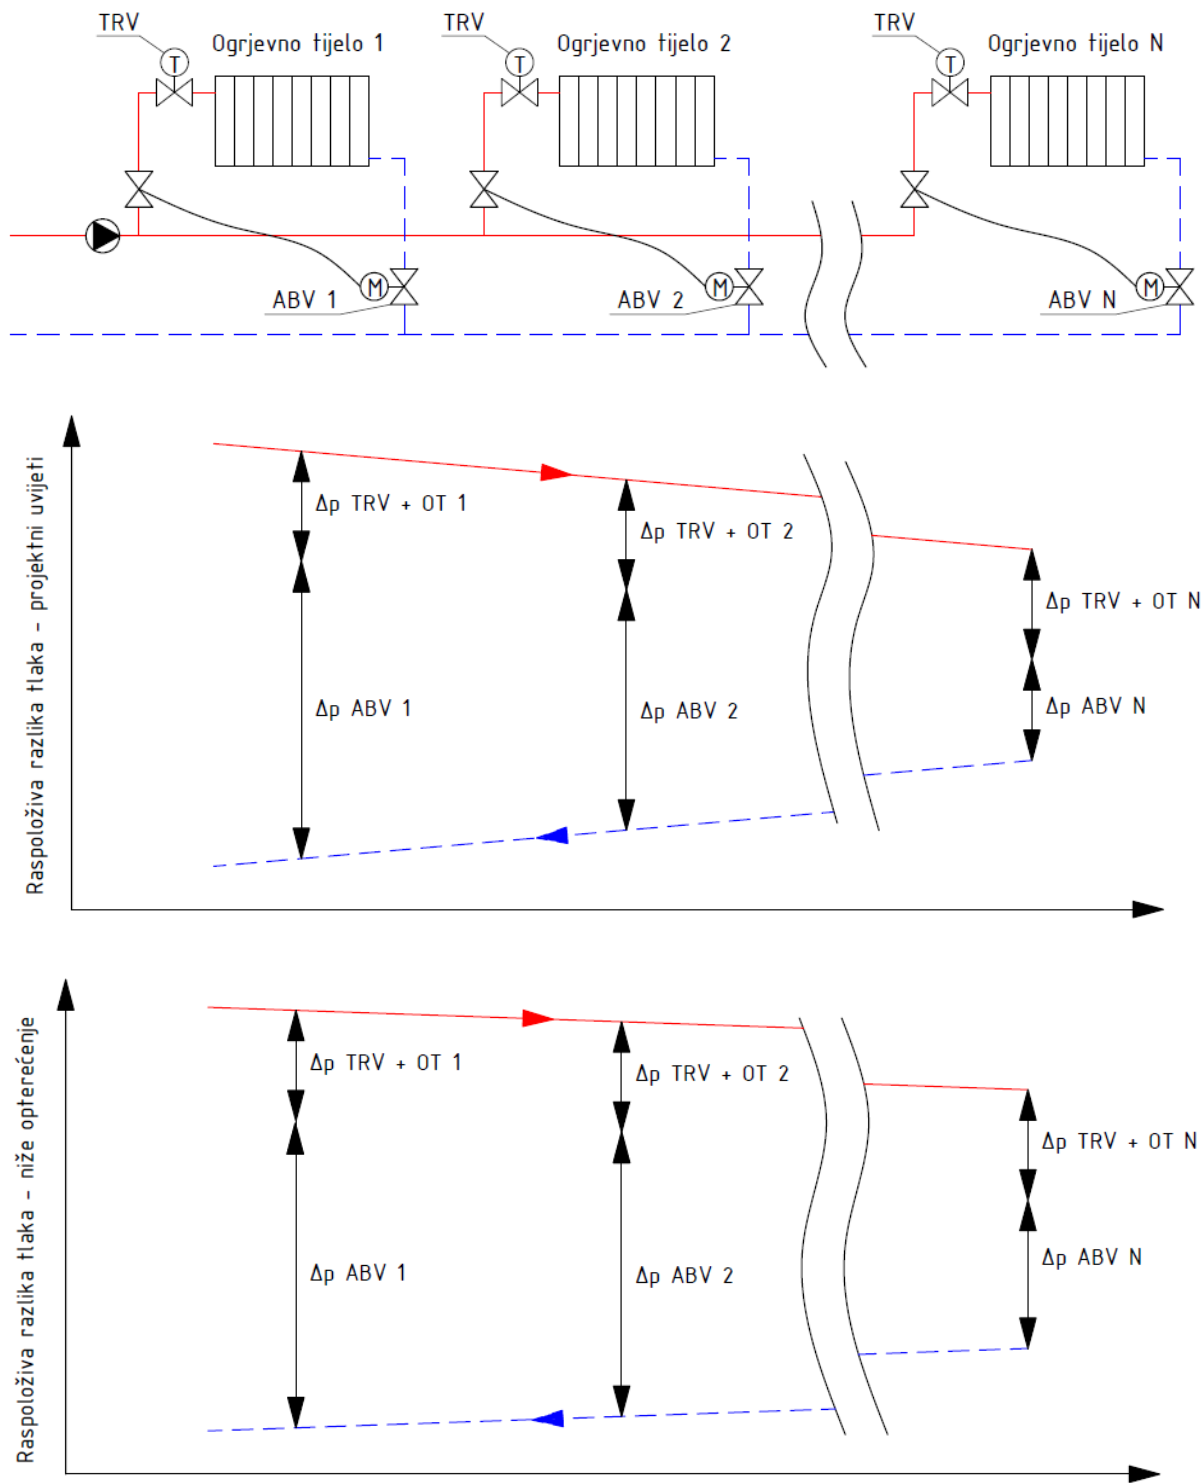 TRV
TRV
TRV
Ogrjevno tijelo 1
Ogrjevno tijelo 2
Ogrjevno tijelo N
T
T
T
M
M
M
ABV 1
ABV 2
ABV N
Raspoloživa razlika tlaka - projektni uvijeti
Δp TRV + OT 1
Δp TRV + OT 2
Δp TRV + OT N
Δp ABV 1
Δp ABV 2
Δp ABV N
Raspoloživa razlika tlaka - niže opterećenje
Δp TRV + OT 1
Δp TRV + OT 2
Δp TRV + OT N
Δp ABV 1
Δp ABV 2
Δp ABV N